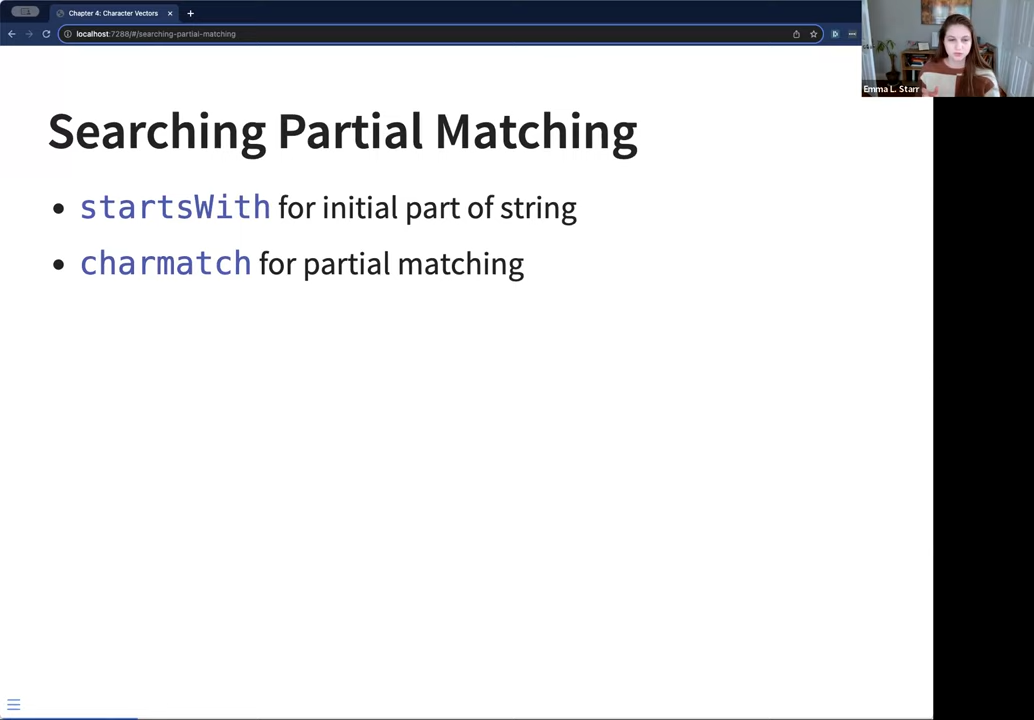 Chapter 4: Character Vectors
localhost:7288/#/searching-partial-matching
Emma L. Starr
Searching Partial Matching
• startsWith for initial part of string
• charmatch for partial matching